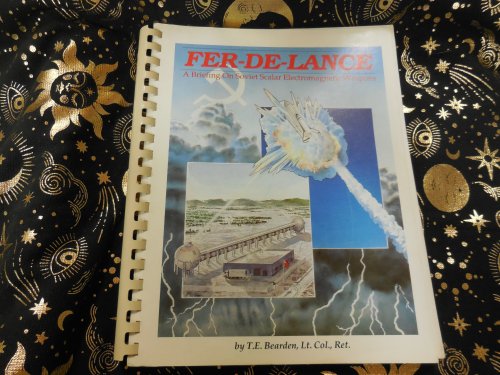 FER-DE-LANCE
A Briefing On Soviet Scalar Electromagnetic Weapons
by T.E. Bearden, Lt. Col., Ret.